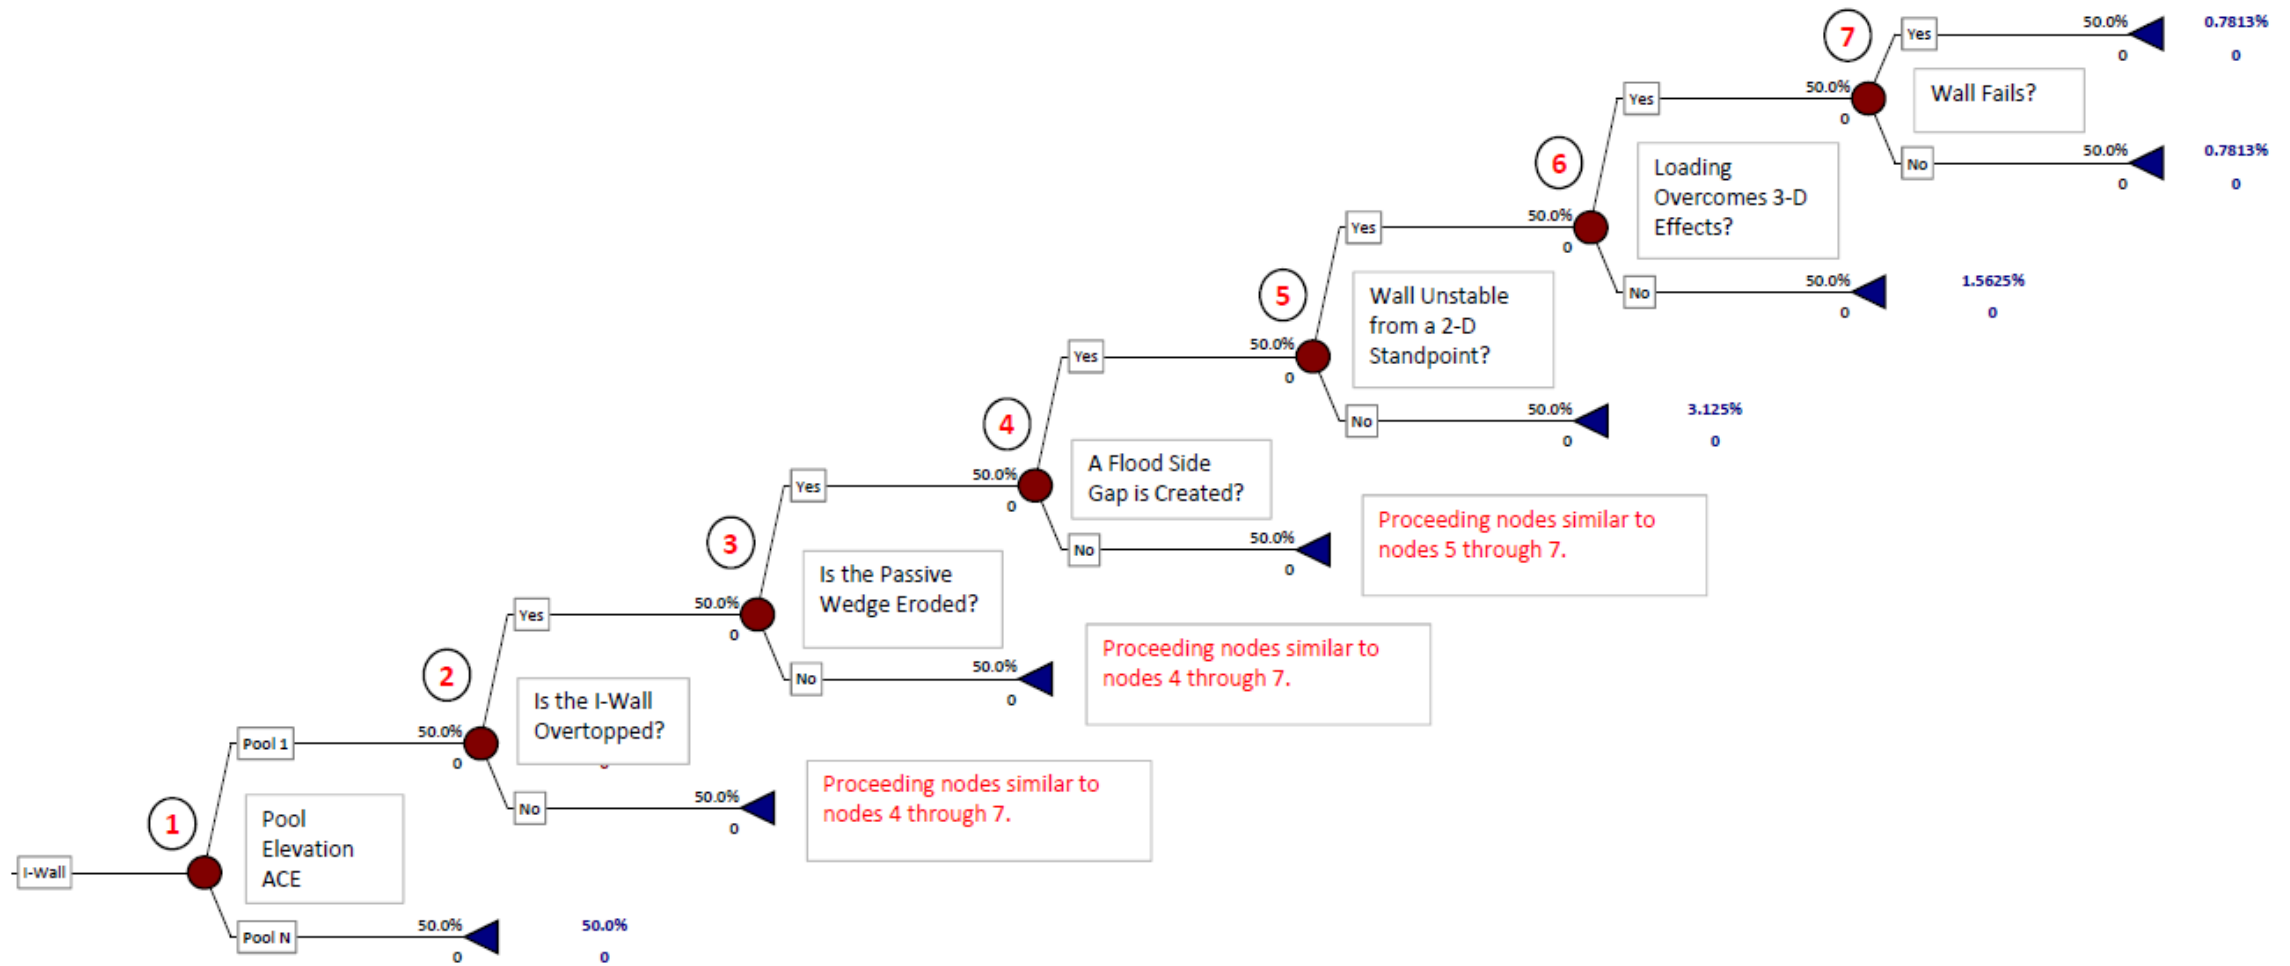 7
Yes
50.0%
0
0.7813%
0
Wall Fails?
No
50.0%
0
0.7813%
0
6
Yes
50.0%
0
Loading
Overcomes 3-D
Effects?
No
50.0%
0
1.5625%
0
5
Yes
50.0%
0
Wall Unstable
from a 2-D
Standpoint?
No
50.0%
0
3.125%
0
4
Yes
50.0%
0
A Flood Side
Gap is Created?
No
50.0%
0
Proceeding nodes similar to
nodes 5 through 7.
3
Yes
50.0%
0
Is the Passive
Wedge Eroded?
No
50.0%
0
Proceeding nodes similar to
nodes 4 through 7.
2
Yes
50.0%
0
Is the I-Wall
Overtopped?
No
50.0%
0
Proceeding nodes similar to
nodes 4 through 7.
1
Pool 1
50.0%
0
Pool
Elevation
ACE
I-Wall
Pool N
50.0%
0
50.0%
0